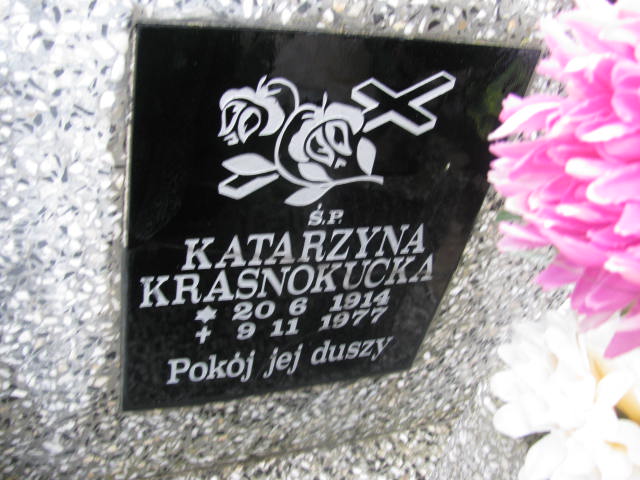 Ś.P.
KATARZYNA
KRASNOKUCKA
* 20 6 1914
✝ 9 11 1977
Pokój jej duszy